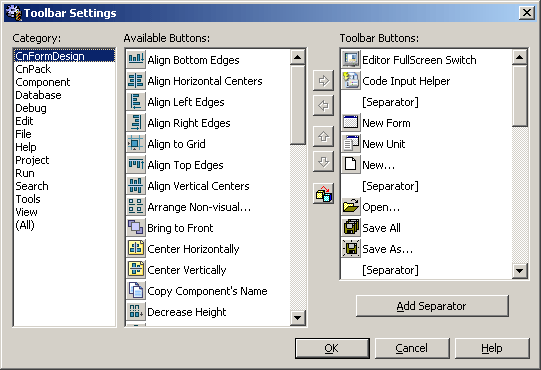 Toolbar Settings
Category:
CnFormDesign
CnPack
Component
Database
Debug
Edit
File
Help
Project
Run
Search
Tools
View
(All)
Available Buttons:
Align Bottom Edges
Align Horizontal Centers
Align Left Edges
Align Right Edges
Align to Grid
Align Top Edges
Align Vertical Centers
Arrange Non-visual...
Bring to Front
Center Horizontally
Center Vertically
Copy Component's Name
Decrease Height
Toolbar Buttons:
Editor FullScreen Switch
Code Input Helper
[Separator]
New Form
New Unit
New...
[Separator]
Open...
Save All
Save As...
[Separator]
Add Separator
OK
Cancel
Help